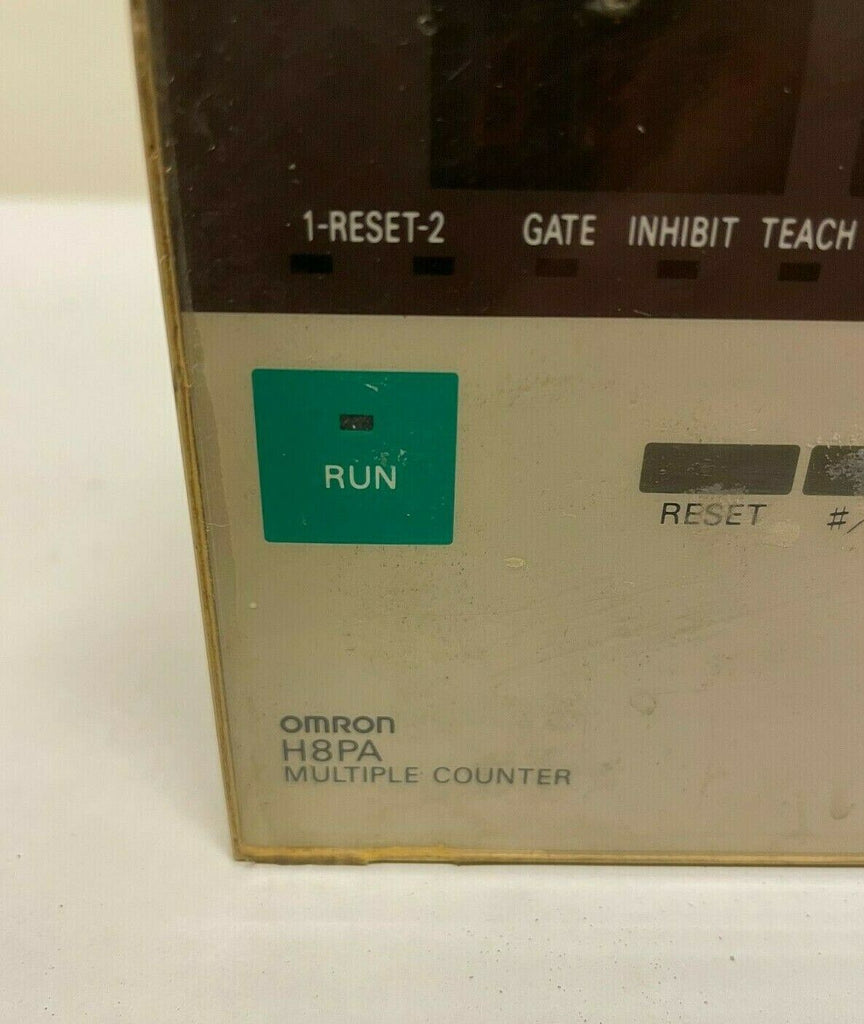 1-RESET-2 GATE INHIBIT TEACH
RUN
RESET #/
OMRON
H8PA
MULTIPLE COUNTER